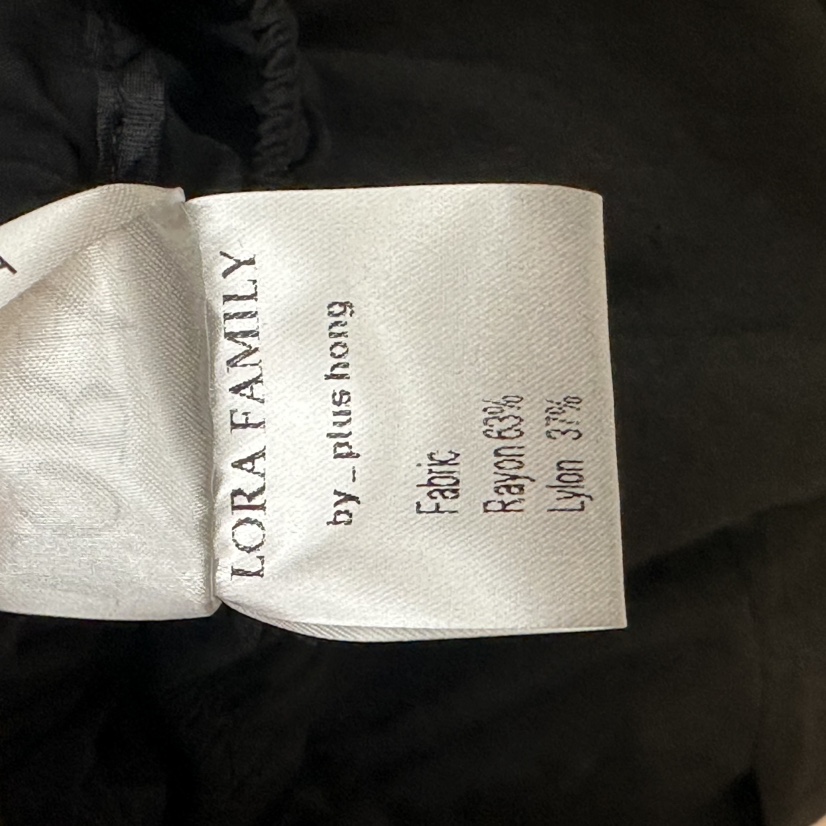 LORA FAMILY
by_plus hong
Fabric
Rayon 63%
Lylon 37%